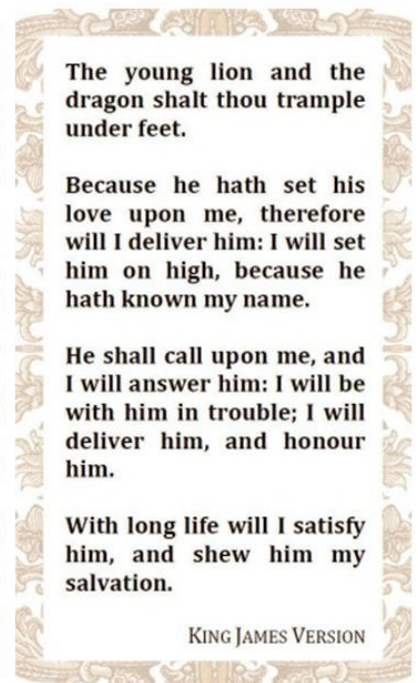 The young lion and the
dragon shalt thou trample
under feet.
Because he hath set his
love upon me, therefore
will I deliver him: I will set
him on high, because he
hath known my name.
He shall call upon me, and
I will answer him: I will be
with him in trouble; I will
deliver him, and honour
him.
With long life will I satisfy
him, and shew him my
salvation.
KING JAMES VERSION